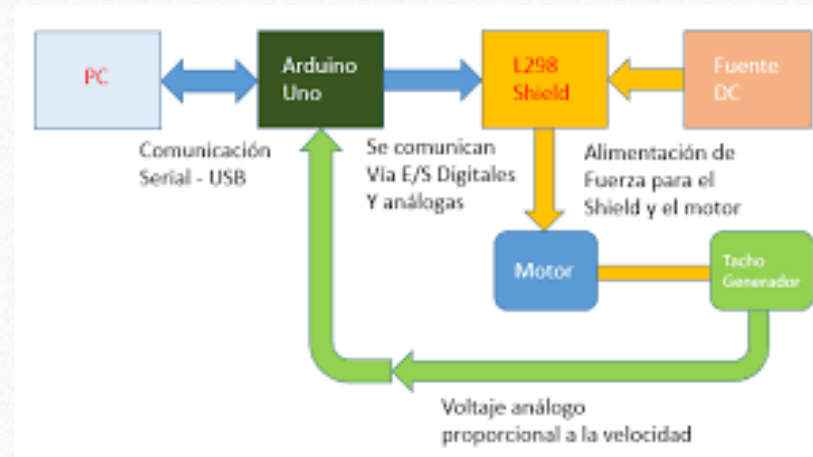 PC
Arduino
Uno
L298
Shield
Fuente
DC
Comunicación
Serial - USB
Se comunican
Vía E/S Digitales
Y análogas
Alimentación de
Fuerza para el
Shield y el motor
Motor
Tacho
Generador
Voltaje análogo
proporcional a la velocidad